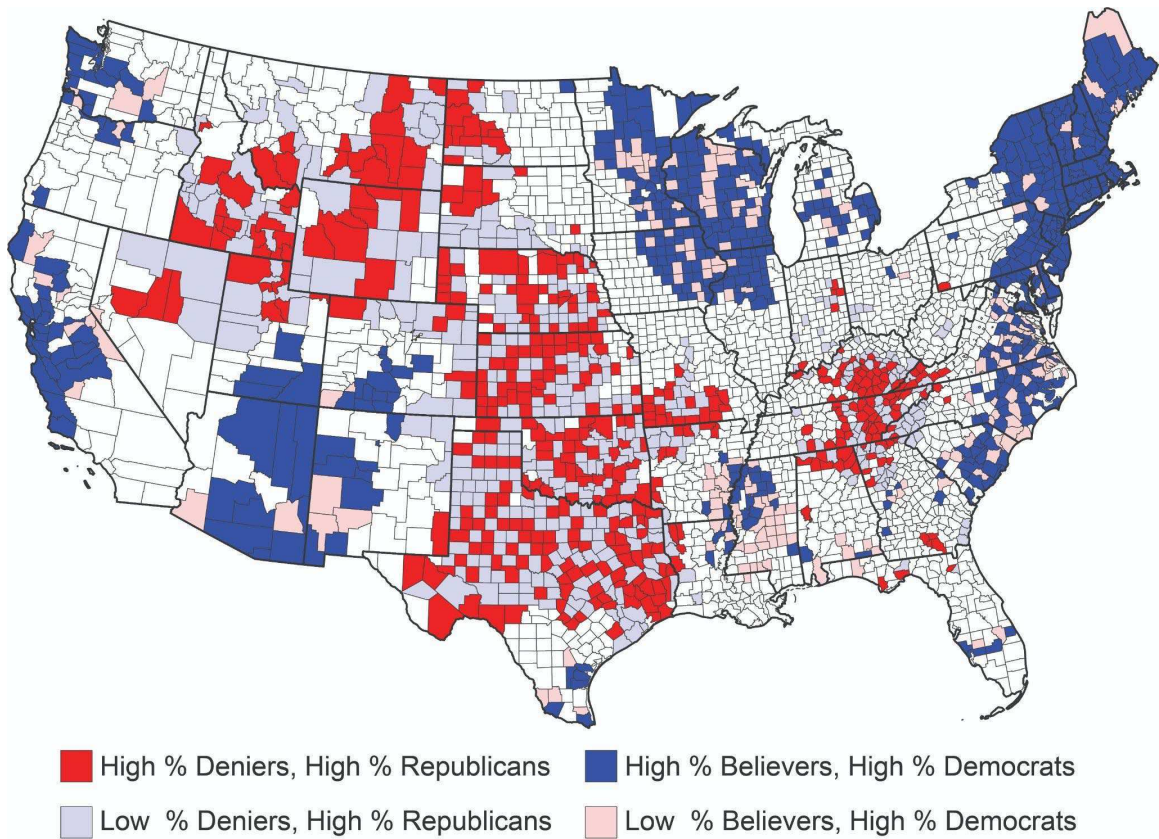 High % Deniers, High % Republicans
High % Believers, High % Democrats
Low % Deniers, High % Republicans
Low % Believers, High % Democrats